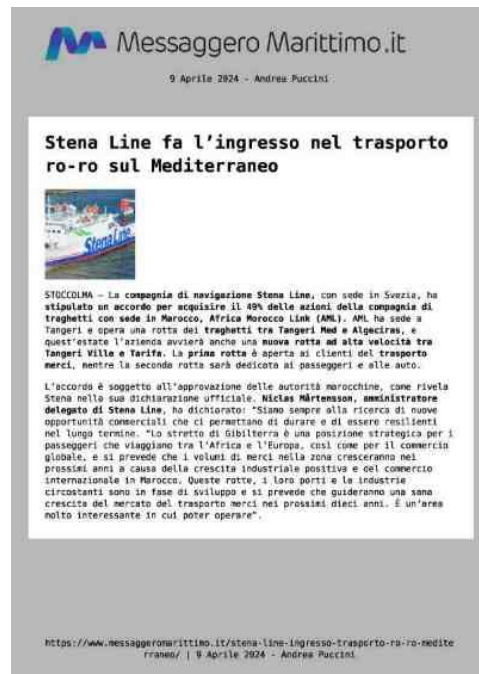 Messaggero Marittimo.it
9 Aprile 2024 - Andrea Puccini
Stena Line fa l'ingresso nel trasporto
ro-ro sul Mediterraneo
StenaLine
STOCCOLMA – La compagnia di navigazione Stena Line, con sede in Svezia, ha
stipulato un accordo per acquisire il 49% delle azioni della compagnia di
traghetti con sede in Marocco, Africa Morocco Link (AML). AML ha sede a
Tangeri e opera una rotta dei traghetti tra Tangeri Med e Algeciras, e
quest'estate l'azienda avvierà anche una nuova rotta ad alta velocità tra
Tangeri Ville e Tarifa. La prima rotta è aperta ai clienti del trasporto
merci, mentre la seconda rotta sarà dedicata ai passeggeri e alle auto.
L'accordo è soggetto all'approvazione delle autorità marocchine, come rivela
Stena nella sua dichiarazione ufficiale. Niclas Mårtensson, amministratore
delegato di Stena Line, ha dichiarato: "Siamo sempre alla ricerca di nuove
opportunità commerciali che ci permettano di durare e di essere resilienti
nel lungo termine. "Lo stretto di Gibilterra è una posizione strategica per i
passeggeri che viaggiano tra l'Africa e l'Europa, così come per il commercio
globale, e si prevede che i volumi di merci nella zona cresceranno nei
prossimi anni a causa della crescita industriale positiva e del commercio
internazionale in Marocco. Queste rotte, i loro porti e la industrie
circostanti sono in fase di sviluppo e si prevede che guideranno una sana
crescita del mercato del trasporto merci nei prossimi dieci anni. È un'area
molto interessante in cui poter operare".
https://www.messaggeromarittimo.it/stena-line-ingresso-trasporto-ro-ro-medite
rraneo/ | 9 Aprile 2024 - Andrea Puccini